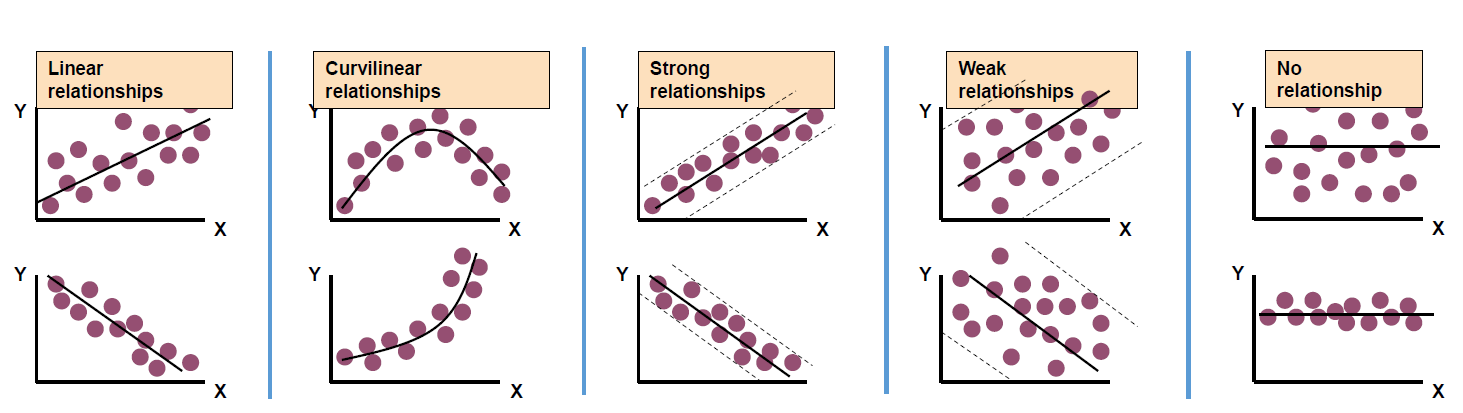 Linear
relationships
Curvilinear
relationships
Strong
relationships
Weak
relationships
No
relationship
Y
Y
Y
Y
Y
X
X
X
X
X
Y
Y
Y
Y
Y
X
X
X
X
X